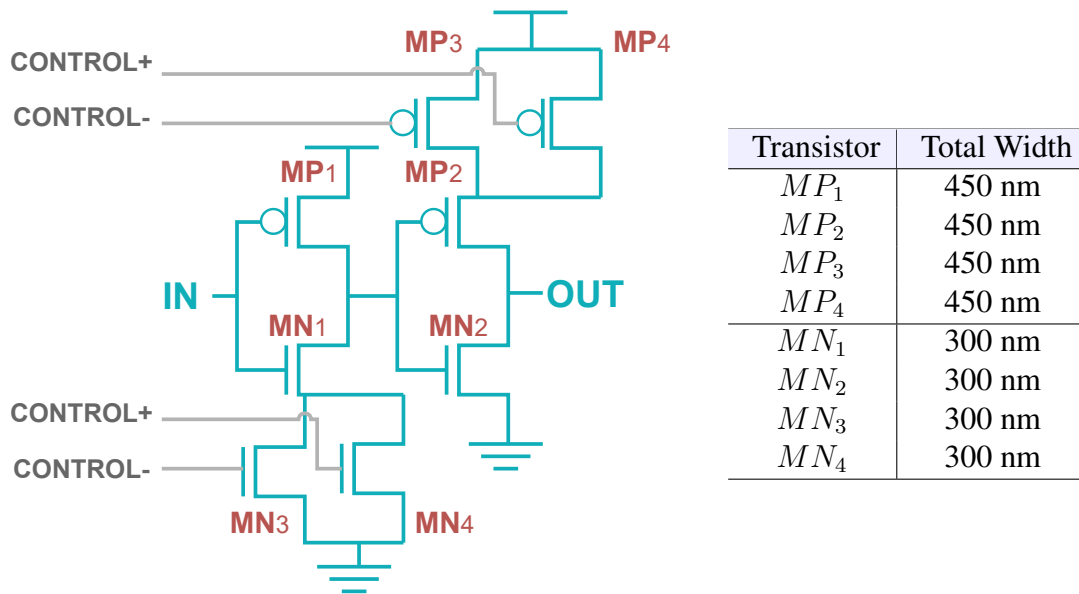 MP3 MP4
CONTROL+
CONTROL-
MP1 MP2
IN
OUT
MN1 MN2
CONTROL+
CONTROL-
MN3 MN4
Transistor Total Width
MP1 450 nm
MP2 450 nm
MP3 450 nm
MP4 450 nm
MN1 300 nm
MN2 300 nm
MN3 300 nm
MN4 300 nm